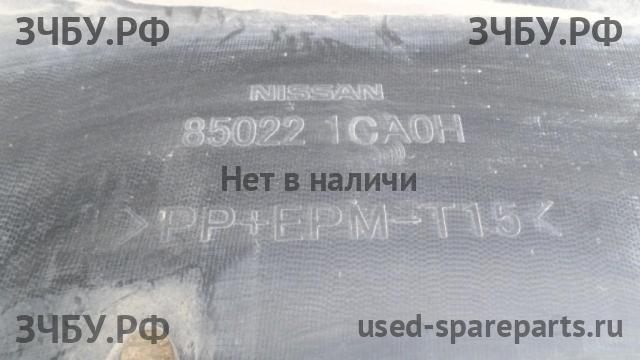 ЗЧБУ.РФ ЗЧБУ.РФ
NISSAN
85022 1CA0H
Нет в наличи
>PP+EPM-T15<
ЗЧБУ.РФ used-spareparts.ru